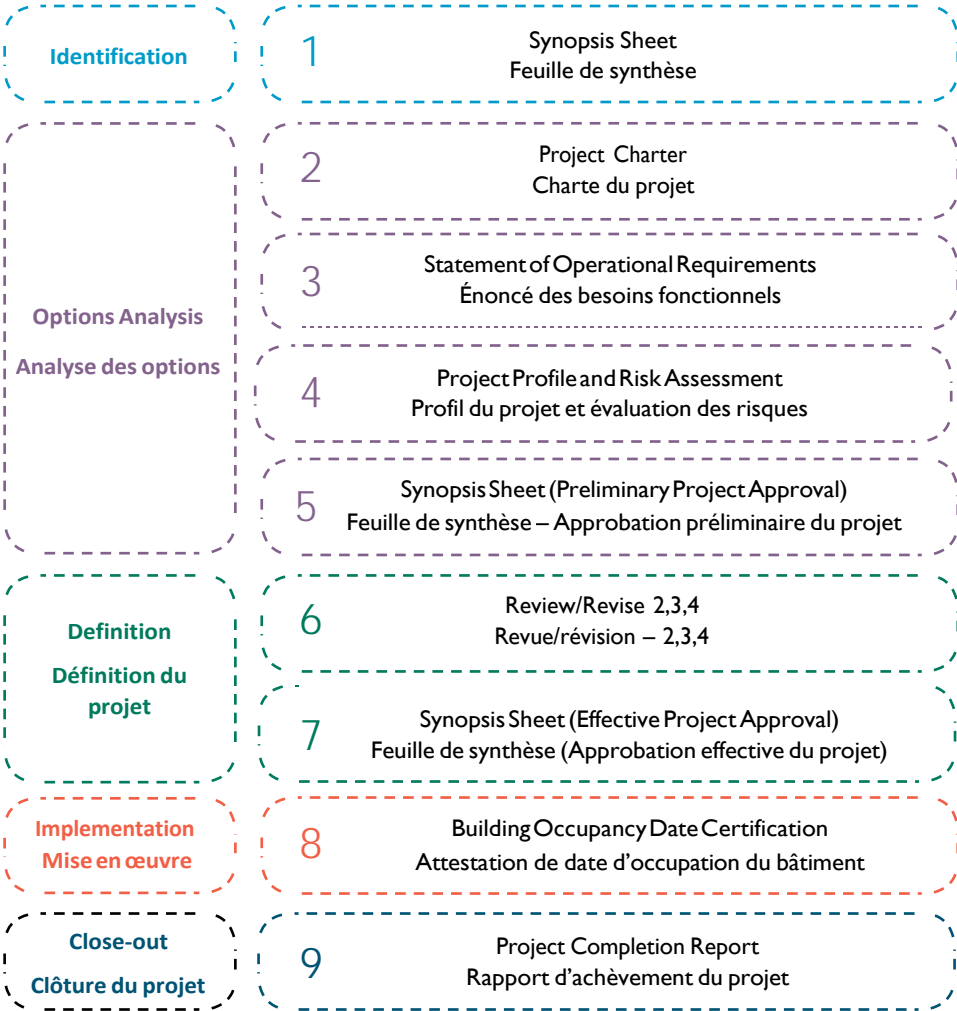 Identification
1
Synopsis Sheet
Feuille de synthèse
Options Analysis
Analyse des options
2
Project Charter
Charte du projet
3
Statement of Operational Requirements
Énoncé des besoins fonctionnels
4
Project Profile and Risk Assessment
Profil du projet et évaluation des risques
5
Synopsis Sheet (Preliminary Project Approval)
Feuille de synthèse – Approbation préliminaire du projet
Definition
Définition du
projet
6
Review/Revise 2,3,4
Revue/révision – 2,3,4
7
Synopsis Sheet (Effective Project Approval)
Feuille de synthèse (Approbation effective du projet)
Implementation
Mise en œuvre
8
Building Occupancy Date Certification
Attestation de date d’occupation du bâtiment
Close-out
Clôture du projet
9
Project Completion Report
Rapport d’achèvement du projet